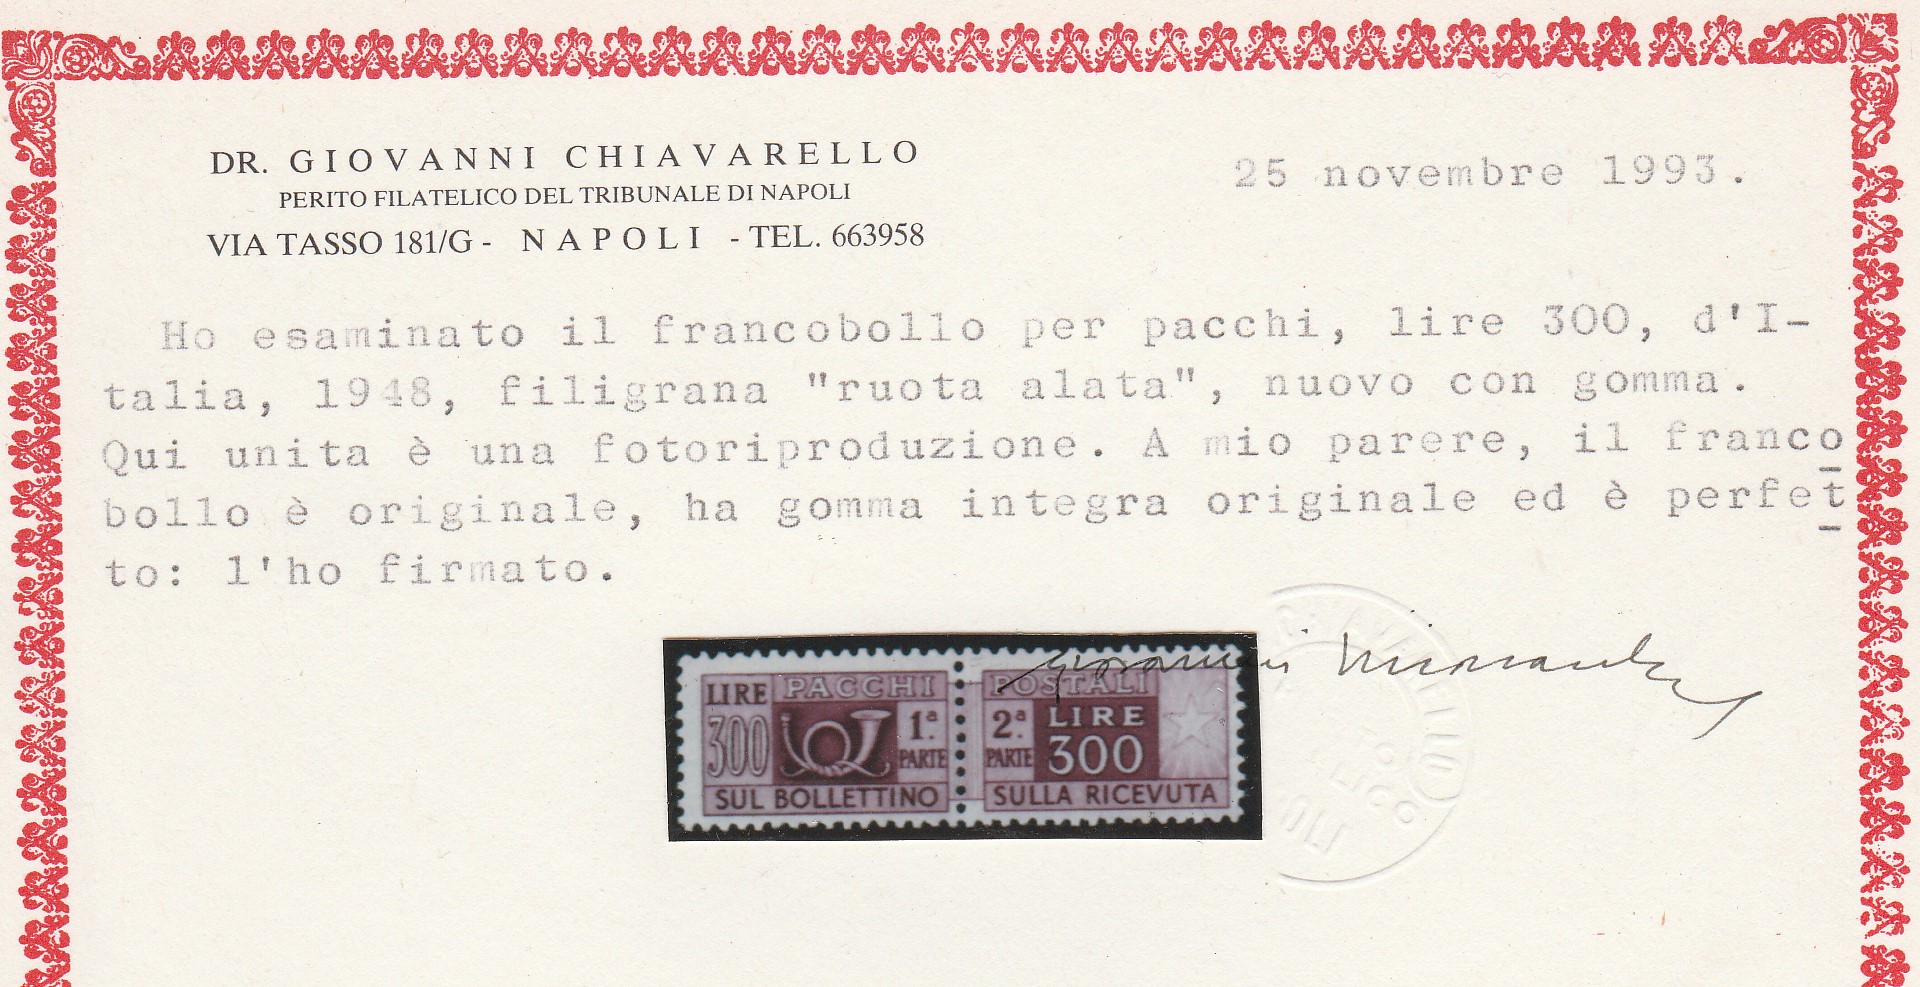 DR. GIOVANNI CHIAVARELLO
PERITO FILATELICO DEL TRIBUNALE DI NAPOLI
VIA TASSO 181/G - NAPOLI - TEL. 663958
25 novembre 1993.
Ho esaminato il francobollo per pacchi, lire 300, d'I-
talia, 1948, filigrana "ruota alata", nuovo con gomma.
Qui unita è una fotoriproduzione. A mio parere, il franco
bollo è originale, ha gomma integra originale ed è perfet
to: l'ho firmato.
LIRE PACCHI
300 1ª PARTE
SUL BOLLETTINO
POSTALI
2ª PARTE LIRE 300
SULLA RICEVUTA